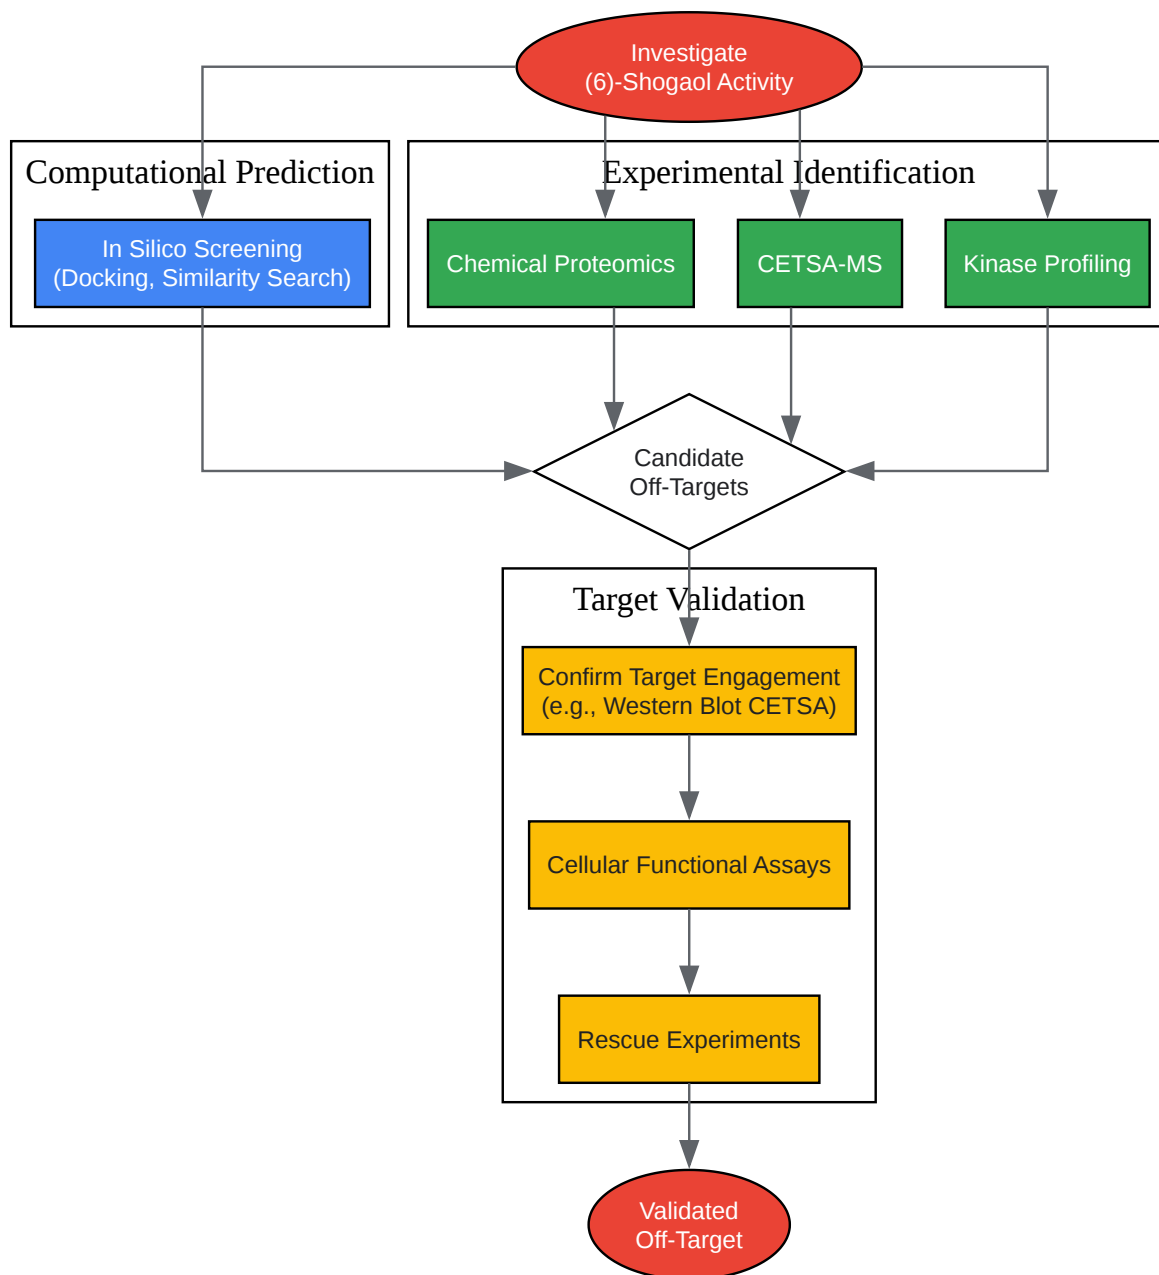 Investigate
(6)-Shogaol Activity
Computational Prediction
Experimental Identification
In Silico Screening
(Docking, Similarity Search)
Chemical Proteomics
CETSA-MS
Kinase Profiling
Candidate
Off-Targets
Target Validation
Confirm Target Engagement
(e.g., Western Blot CETSA)
Cellular Functional Assays
Rescue Experiments
Validated
Off-Target